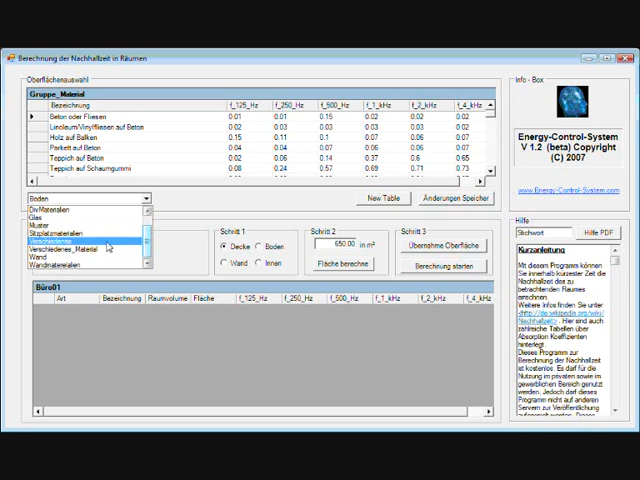 Berechnung der Nachhallzeit in Räumen
Oberflächenauswahl
Gruppe_Material
Bezeichnung f_125_Hz f_250_Hz f_500_Hz f_1_kHz f_2_kHz f_4_kHz
Beton oder Fliesen 0.01 0.01 0.15 0.02 0.02 0.02
Linoleum/Vinylfliesen auf Beton 0.02 0.03 0.03 0.03 0.03 0.02
Holz auf Balken 0.15 0.11 0.1 0.07 0.06 0.07
Parkett auf Beton 0.04 0.04 0.07 0.06 0.06 0.07
Teppich auf Beton 0.02 0.06 0.14 0.37 0.6 0.65
Teppich auf Schaumgummi 0.08 0.24 0.57 0.69 0.71 0.73
Boden
New Table
Änderungen Speicher
DivMaterialien
Glas
Muster
Sitzplatzmaterialien
Verschiedenes
Verschiedenes_Material
Wand
Wandmaterialien
Schritt 1
Decke Boden
Wand Innen
Schritt 2
650.00 in m²
Fläche berechne
Schritt 3
Übernahme Oberfläche
Berechnung starten
Büro01
Art Bezeichnung Raumvolume Fläche f_125_Hz f_250_Hz f_500_Hz f_1_kHz f_2_kHz f_4_kHz
Info - Box
Energy-Control-System
V 1.2 (beta) Copyright
(C) 2007
www.Energy-Control-System.com
Hilfe
Stichwort
Hilfe PDF
Kurzanleitung
Mit diesem Programm können
Sie innerhalb kürzester Zeit die
Nachhallzeit des zu
betrachtenden Raumes
errechnen.
Weitere Infos finden Sie unter
<http://de.wikipedia.org/wiki/
Nachhallzeit> . Hier sind auch
zahlreiche Tabellen über
Absorption Koeffizienten
hinterlegt.
Dieses Programm zur
Berechnung der Nachhallzeit
ist kostenlos. Es darf für die
Nutzung im privaten sowie im
gewerblichen Bereich genutzt
werden. Jedoch darf dieses
Programm nicht auf anderen
Servern zur Veröffentlichung